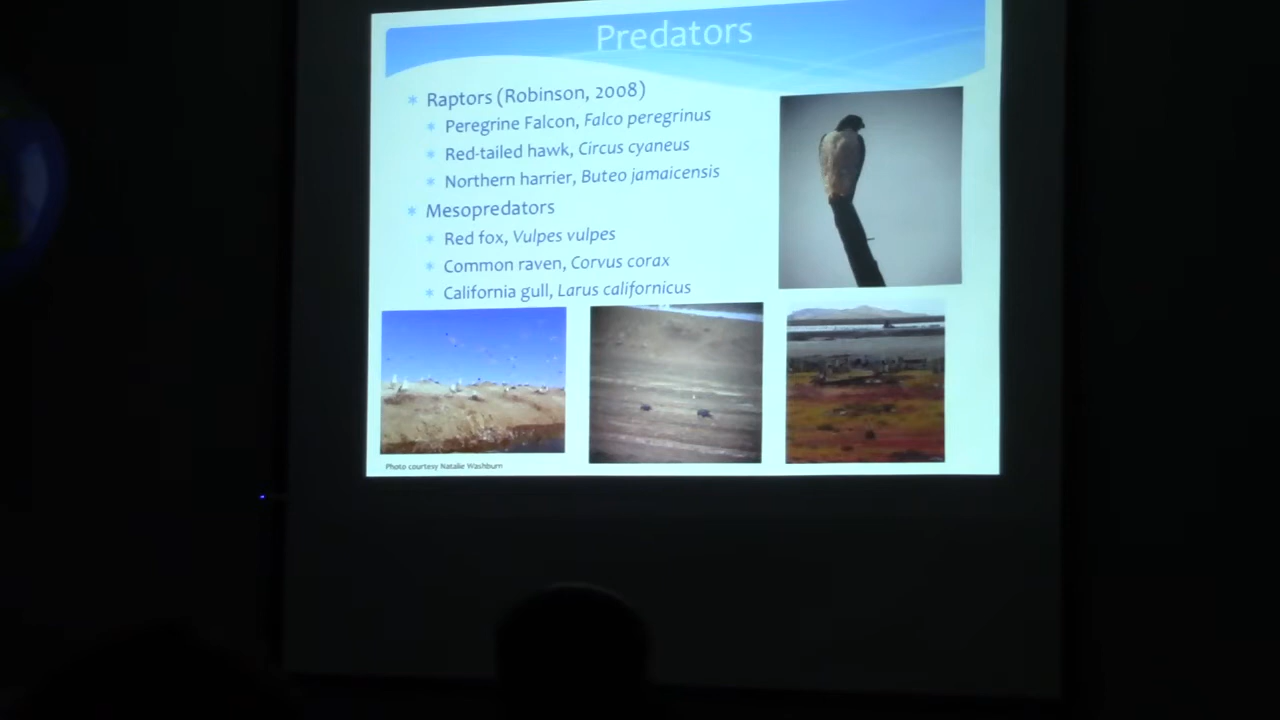 Predators
Raptors (Robinson, 2008)
Peregrine Falcon, Falco peregrinus
Red-tailed hawk, Circus cyaneus
Northern harrier, Buteo jamaicensis
Mesopredators
Red fox, Vulpes vulpes
Common raven, Corvus corax
California gull, Larus californicus
Photo courtesy Natalie Washburn